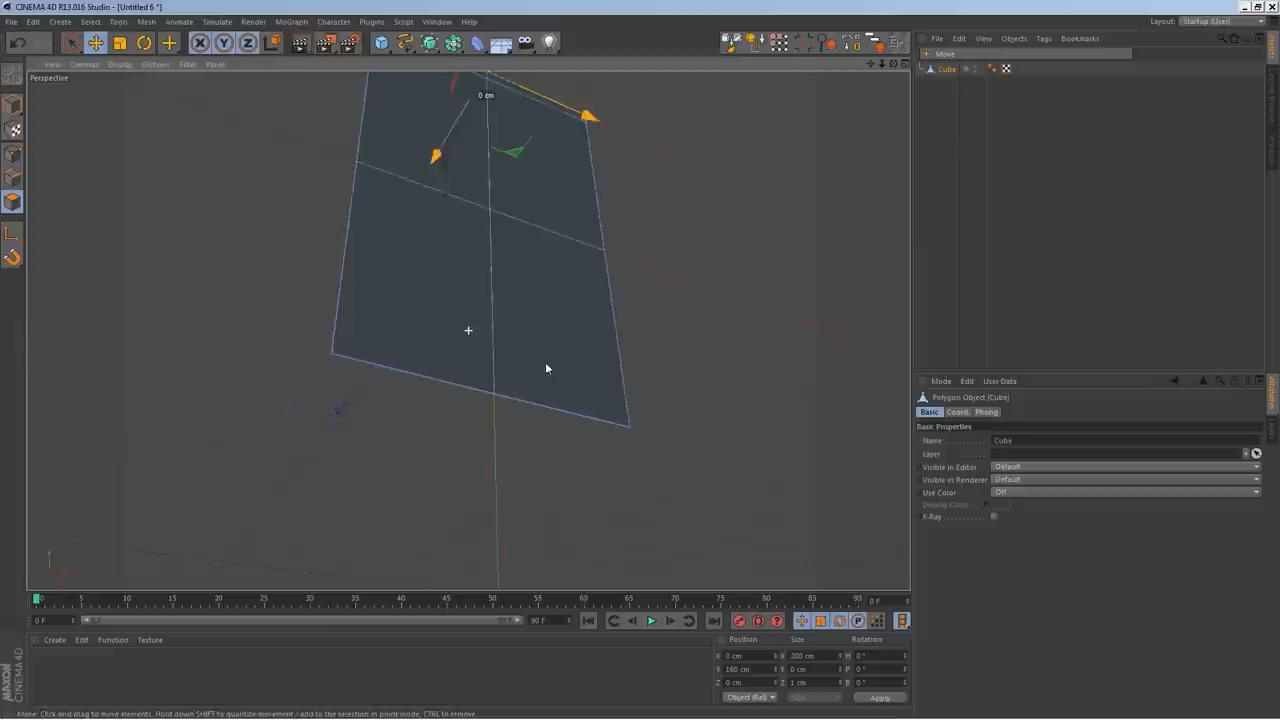 CINEMA 4D R13.016 Studio - [Untitled 6 *]
File Edit Create Select Tools Mesh Animate Simulate Render MoGraph Character Plugins Script Window Help
Layout: Startup (User)
PSR
0
X Y Z
View Cameras Display Options Filter Panel
Perspective
0 cm
File Edit View Objects Tags Bookmarks
Move
Cube
Objects
Content Browser
Structure
Mode Edit User Data
Polygon Object [Cube]
Basic Coord. Phong
Basic Properties
Name Cube
Layer
Visible in Editor Default
Visible in Renderer Default
Use Color Off
Display Color
X-Ray
Attributes
0 5 10 15 20 25 30 35 40 45 50 55 60 65 70 75 80 85 90 0 F
0 F 90 F
Create Edit Function Texture
Position Size Rotation
X 0 cm X 200 cm H 0 °
Y 160 cm Y 0 cm P 0 °
Z 0 cm Z 1 cm B 0 °
Object (Rel) Size Apply
MAXON CINEMA 4D
Move: Click and drag to move elements. Hold down SHIFT to quantize movement / add to the selection in point mode, CTRL to remove.